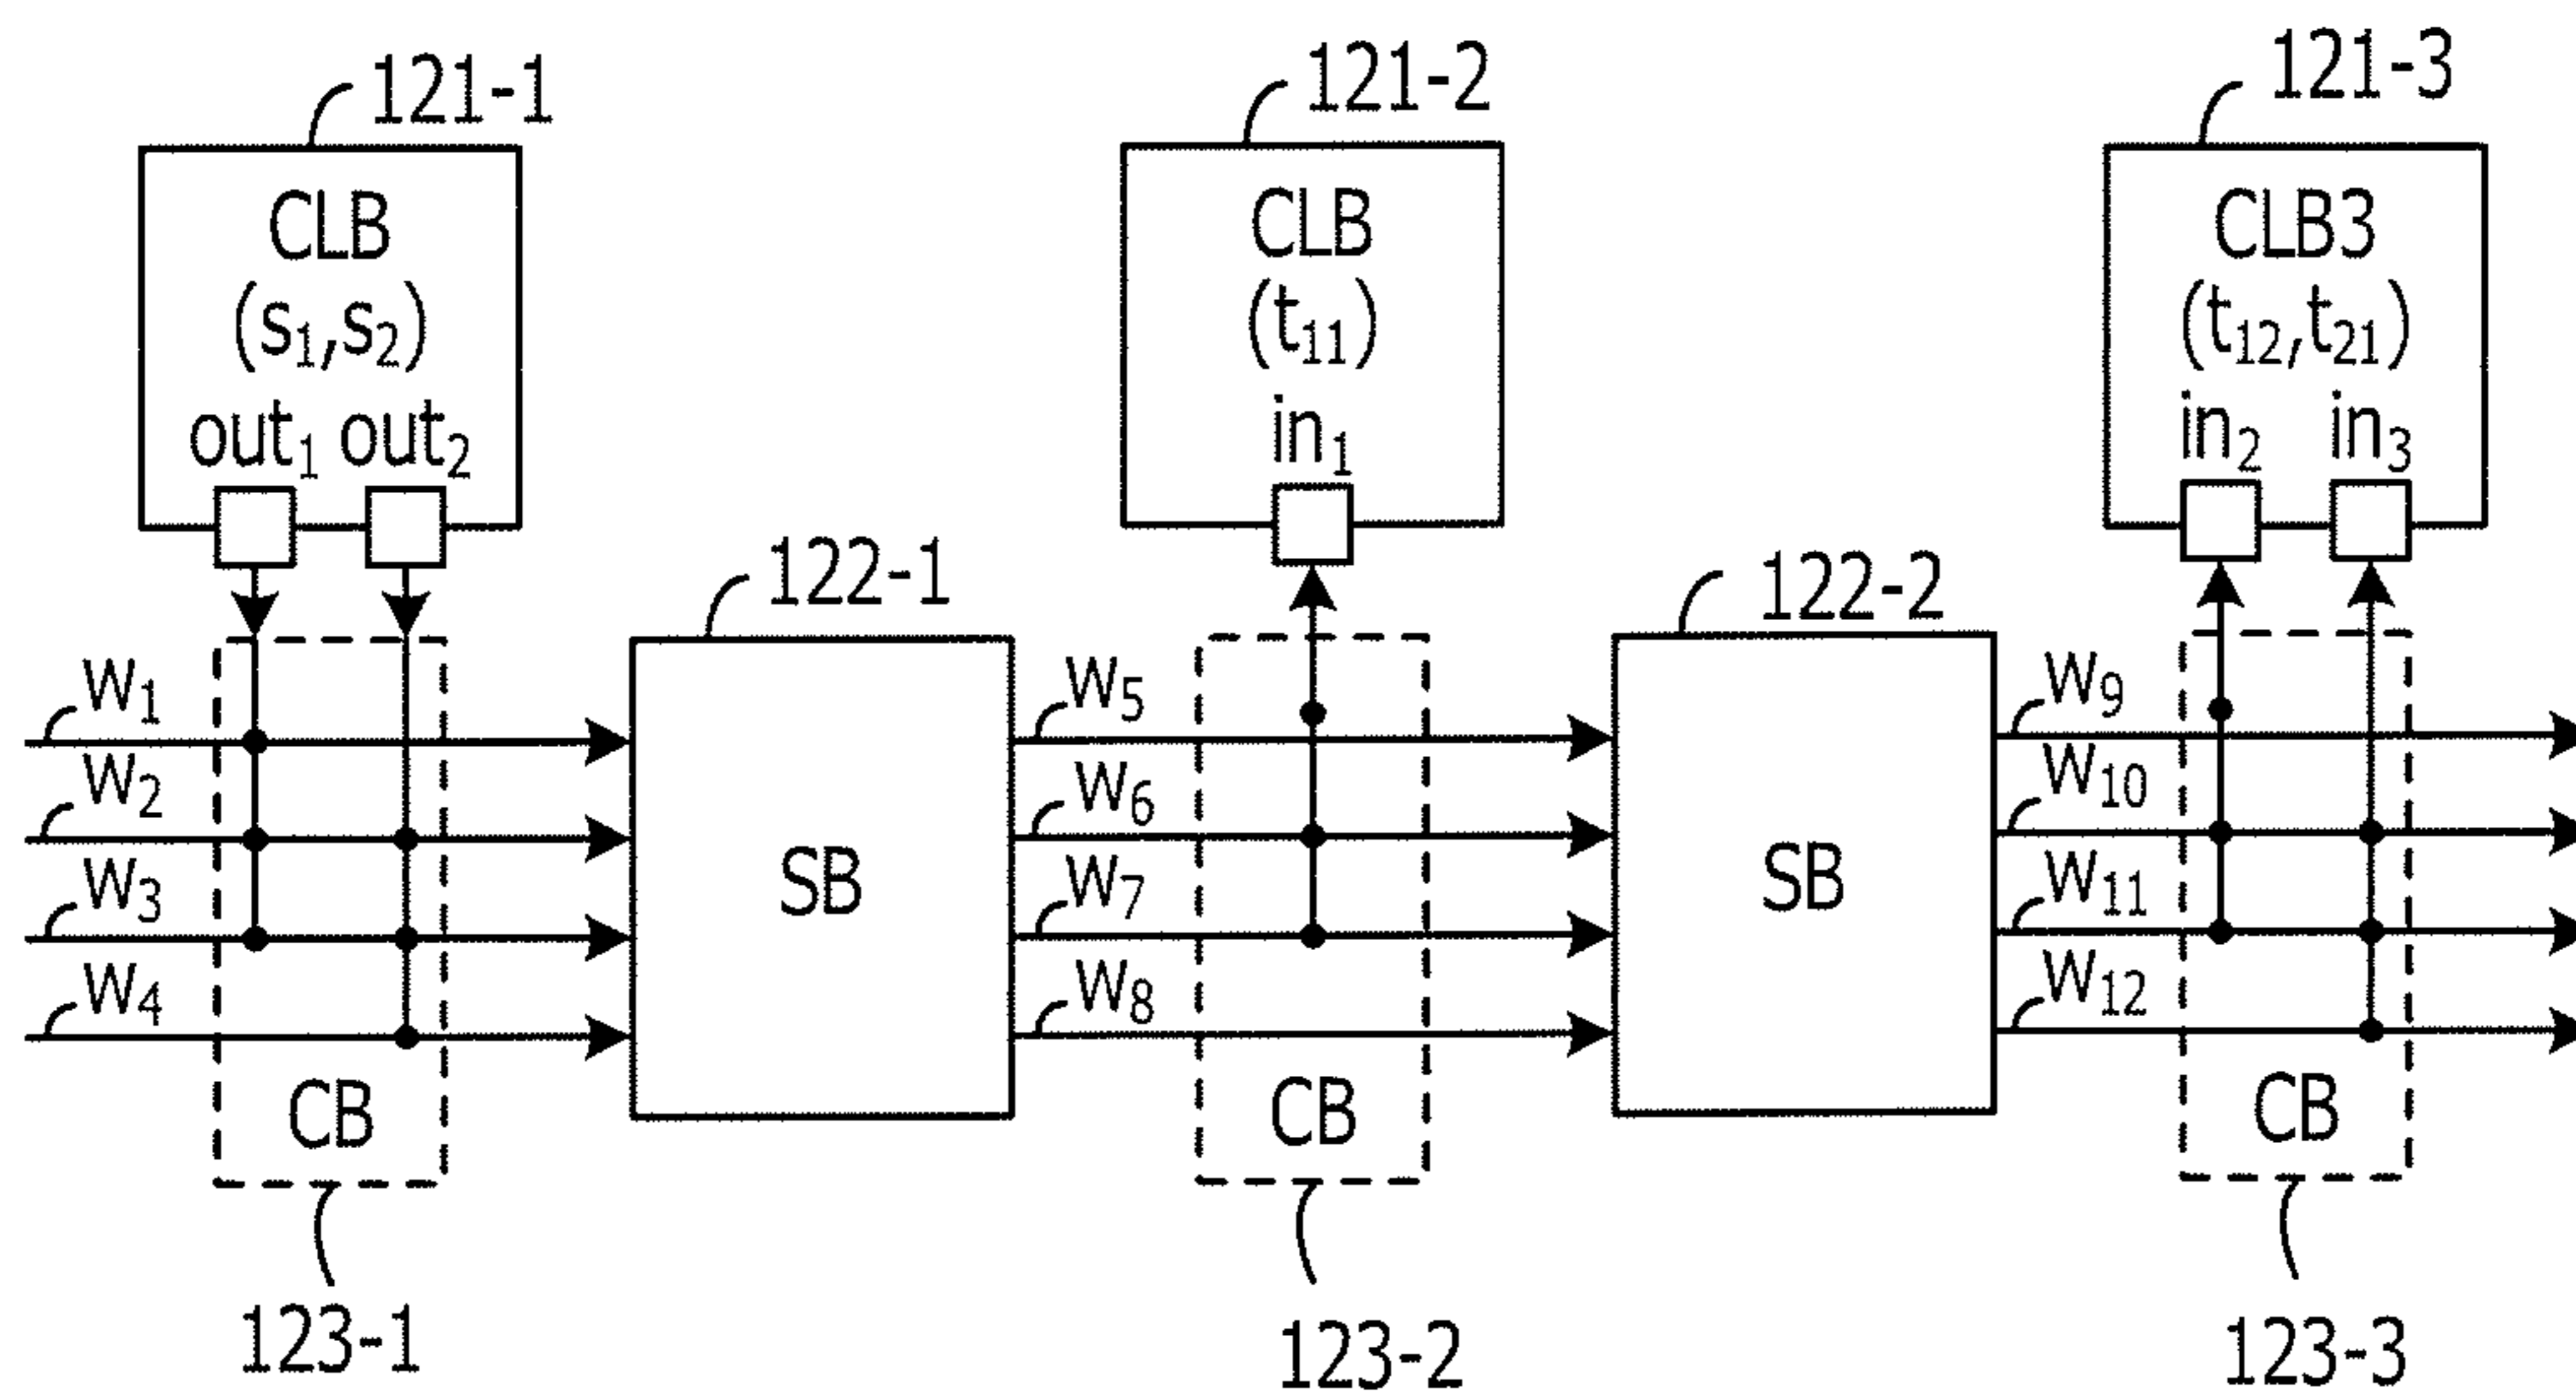 121-1
121-2
121-3
CLB
(s₁,s₂)
out₁ out₂
CLB
(t₁₁)
in₁
CLB3
(t₁₂,t₂₁)
in₂ in₃
122-1
122-2
W₁
W₂
W₃
W₄
SB
W₅
W₆
W₇
W₈
SB
W₉
W₁₀
W₁₁
W₁₂
CB
CB
CB
123-1
123-2
123-3